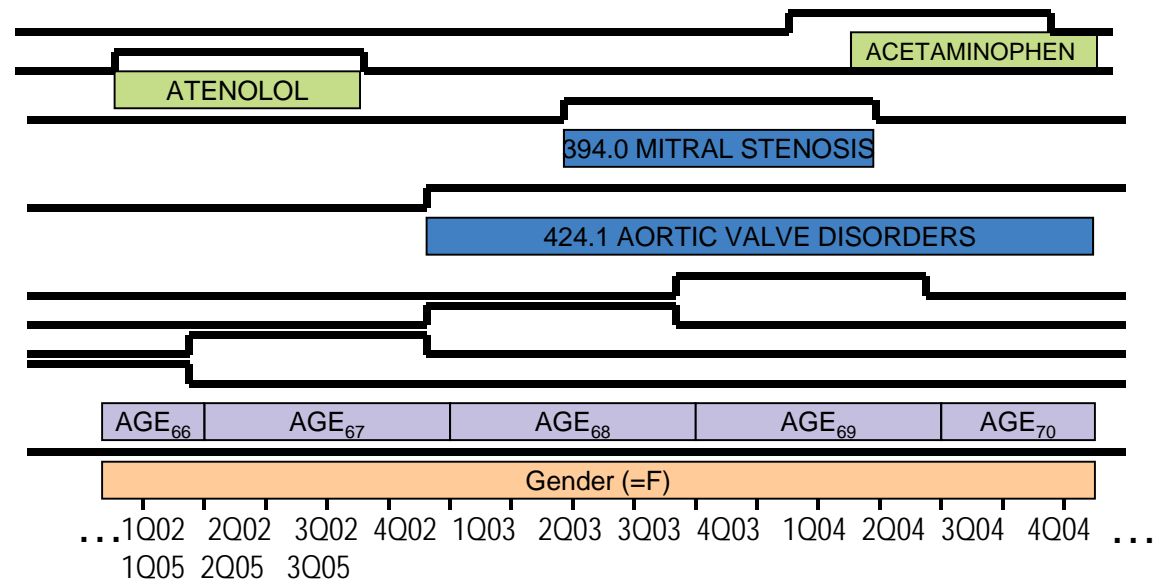 ACETAMINOPHEN
ATENOLOL
394.0 MITRAL STENOSIS
424.1 AORTIC VALVE DISORDERS
AGE₆₆ AGE₆₇ AGE₆₈ AGE₆₉ AGE₇₀
Gender (=F)
...1Q02 2Q02 3Q02 4Q02 1Q03 2Q03 3Q03 4Q03 1Q04 2Q04 3Q04 4Q04 ...
1Q05 2Q05 3Q05